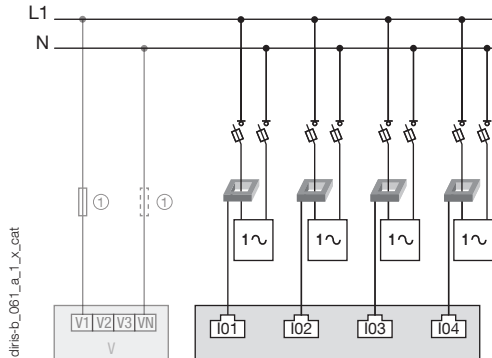 L1
N
① ①
1∿ 1∿ 1∿ 1∿
V1 V2 V3 VN
V
I01 I02 I03 I04
diris-b_061_a_1_x_cat